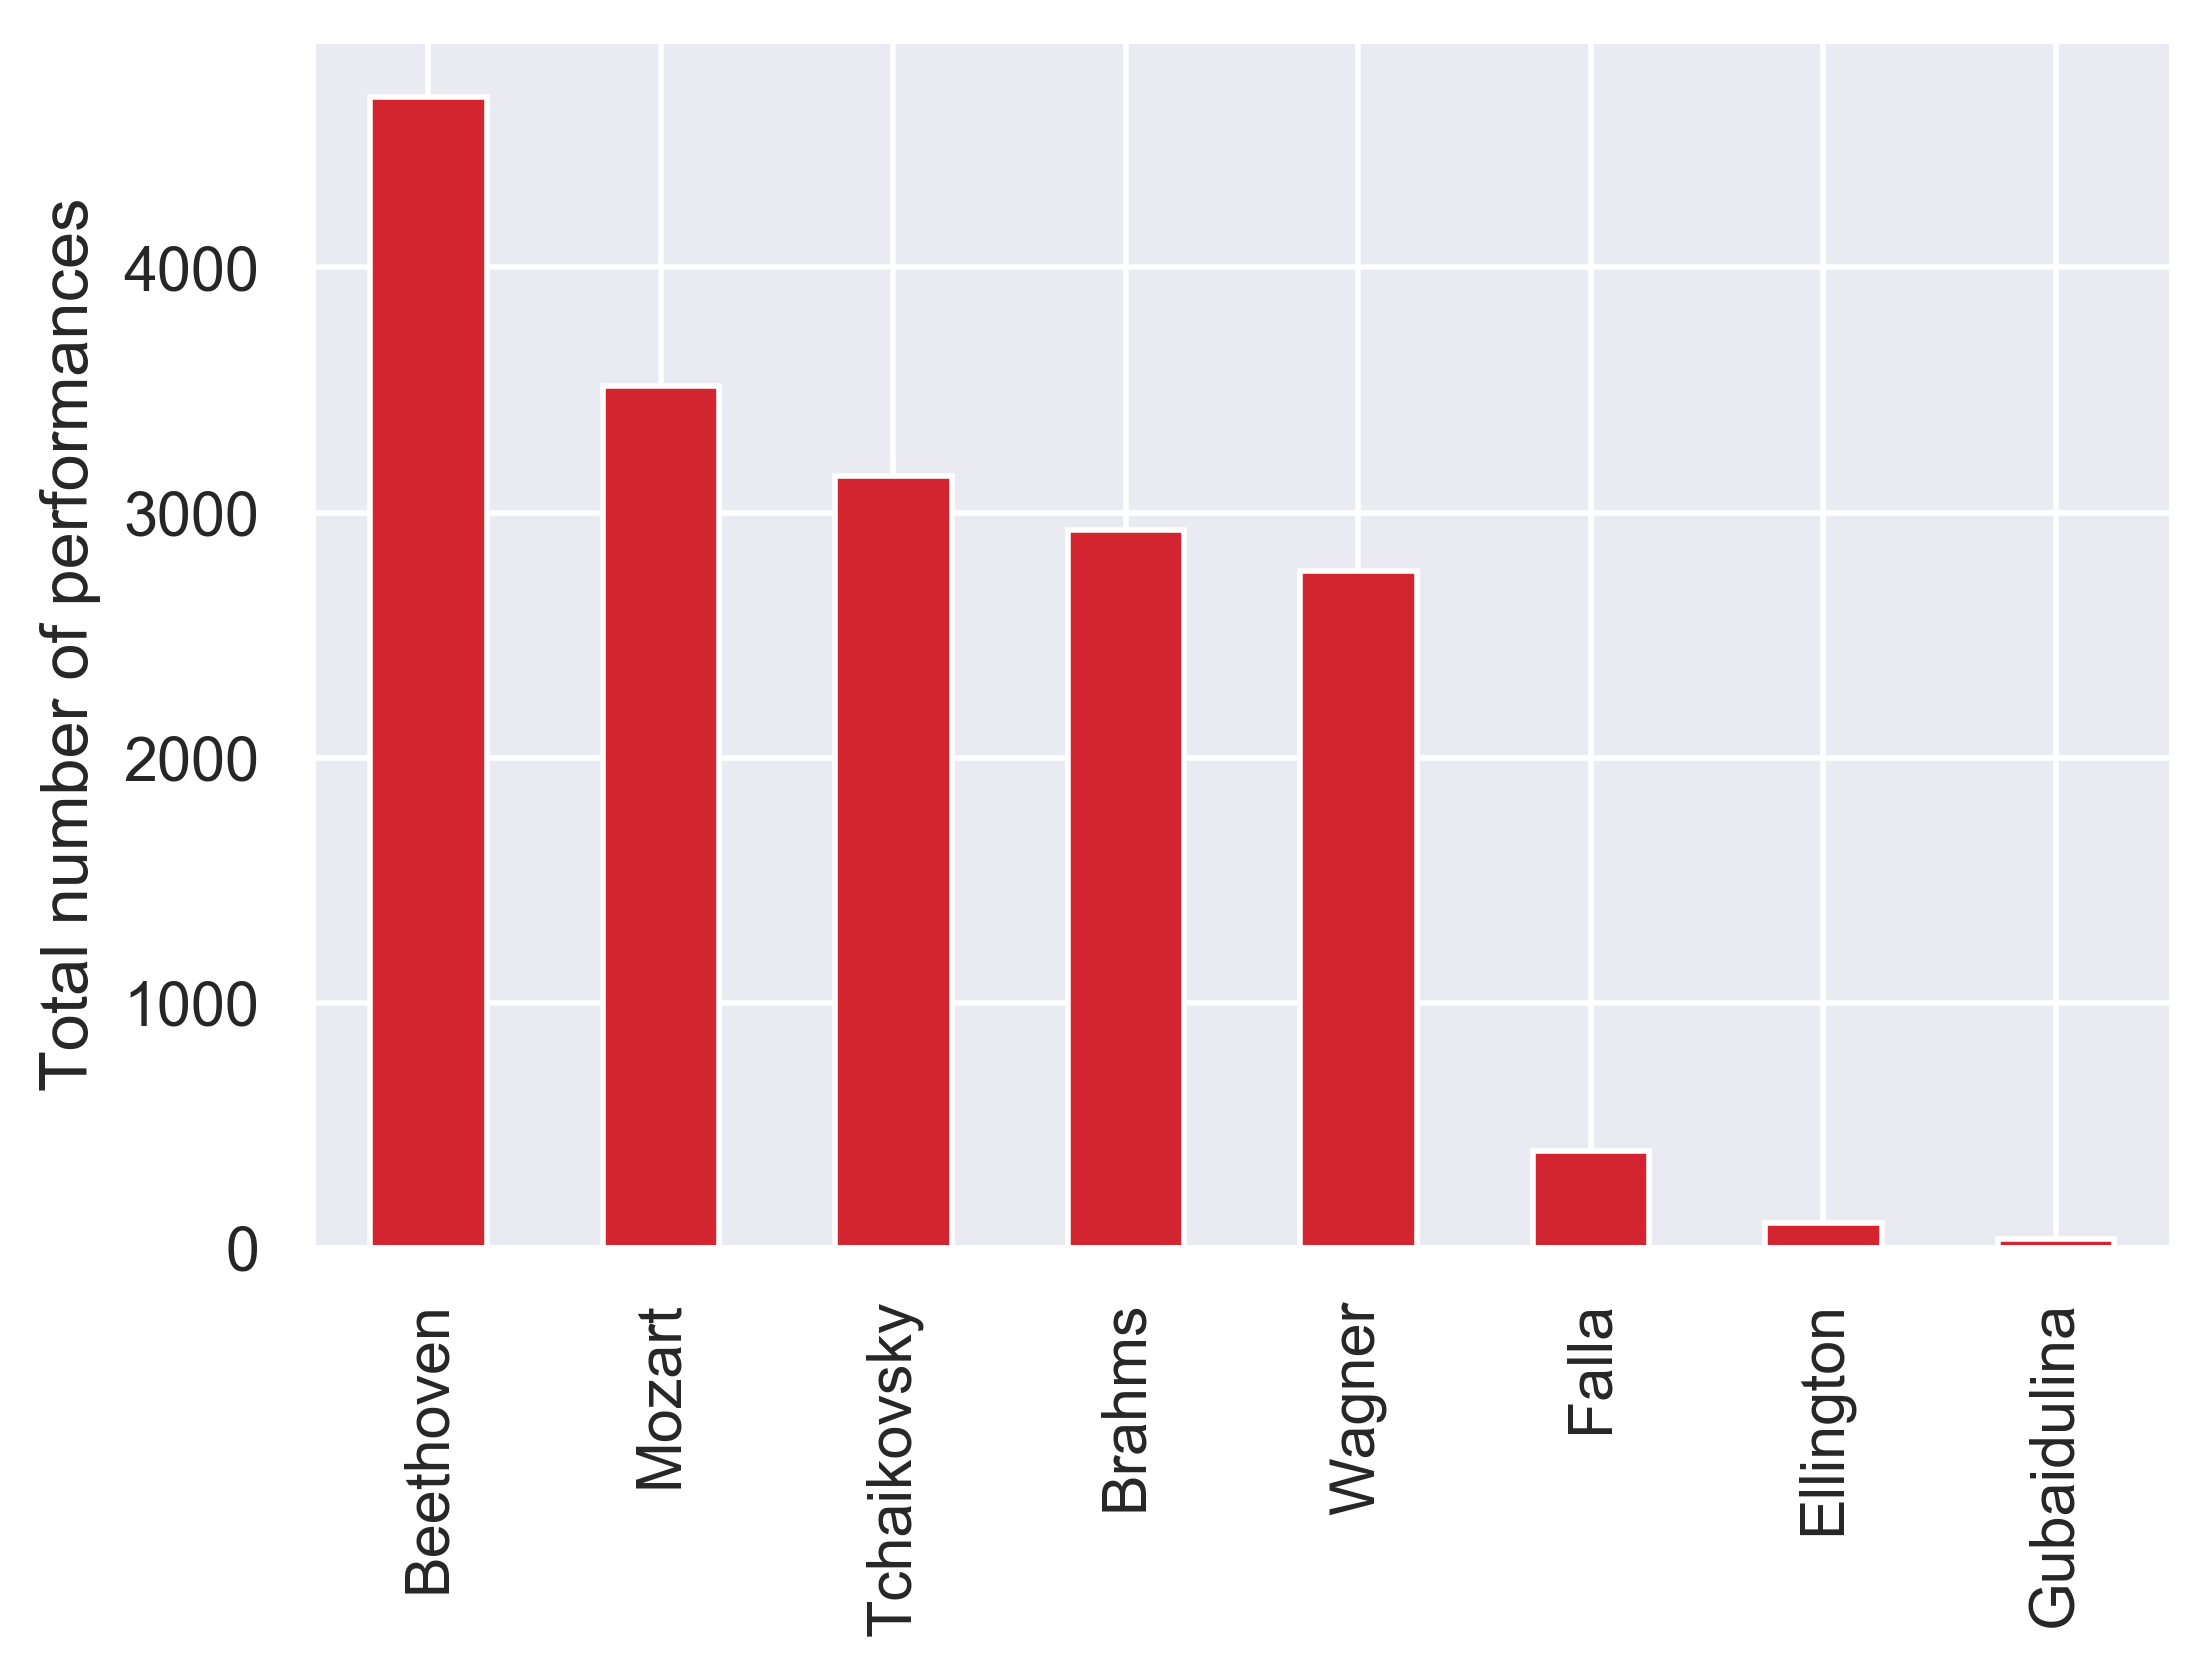 Total number of performances
4000
3000
2000
1000
0
Beethoven
Mozart
Tchaikovsky
Brahms
Wagner
Falla
Ellington
Gubaidulina